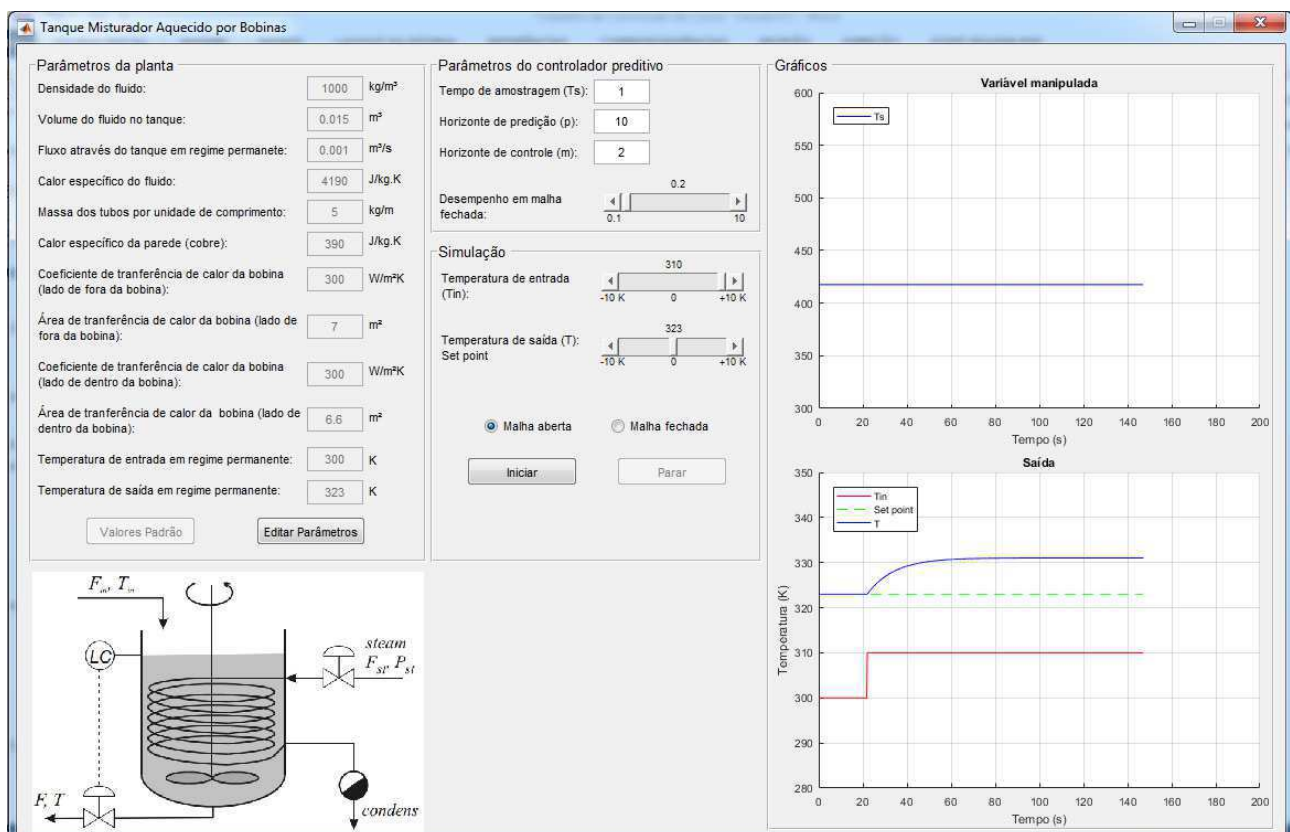 Tanque Misturador Aquecido por Bobinas
Parâmetros da planta
Densidade do fluido: 1000 kg/m³
Volume do fluido no tanque: 0.015 m³
Fluxo através do tanque em regime permanete: 0.001 m³/s
Calor específico do fluido: 4190 J/kg.K
Massa dos tubos por unidade de comprimento: 5 kg/m
Calor específico da parede (cobre): 390 J/kg.K
Coeficiente de tranferência de calor da bobina
(lado de fora da bobina): 300 W/m²K
Área de tranferência de calor da bobina (lado de
fora da bobina): 7 m²
Coeficiente de tranferência de calor da bobina
(lado de dentro da bobina): 300 W/m²K
Área de tranferência de calor da bobina (lado de
dentro da bobina): 6.6 m²
Temperatura de entrada em regime permanente: 300 K
Temperatura de saída em regime permanente: 323 K
Valores Padrão Editar Parâmetros
F_in, T_in
LC
steam
F_st, P_st
F, T
condens
Parâmetros do controlador preditivo
Tempo de amostragem (Ts): 1
Horizonte de predição (p): 10
Horizonte de controle (m): 2
0.2
Desempenho em malha
fechada:
0.1 10
Simulação
310
Temperatura de entrada
(Tin):
-10 K 0 +10 K
323
Temperatura de saída (T):
Set point
-10 K 0 +10 K
Malha aberta Malha fechada
Iniciar Parar
Gráficos
Variável manipulada
600
Ts
550
500
450
400
350
300
0 20 40 60 80 100 120 140 160 180 200
Tempo (s)
Saída
350
Tin
Set point
T
340
330
320
310
300
290
280
Temperatura (K)
0 20 40 60 80 100 120 140 160 180 200
Tempo (s)